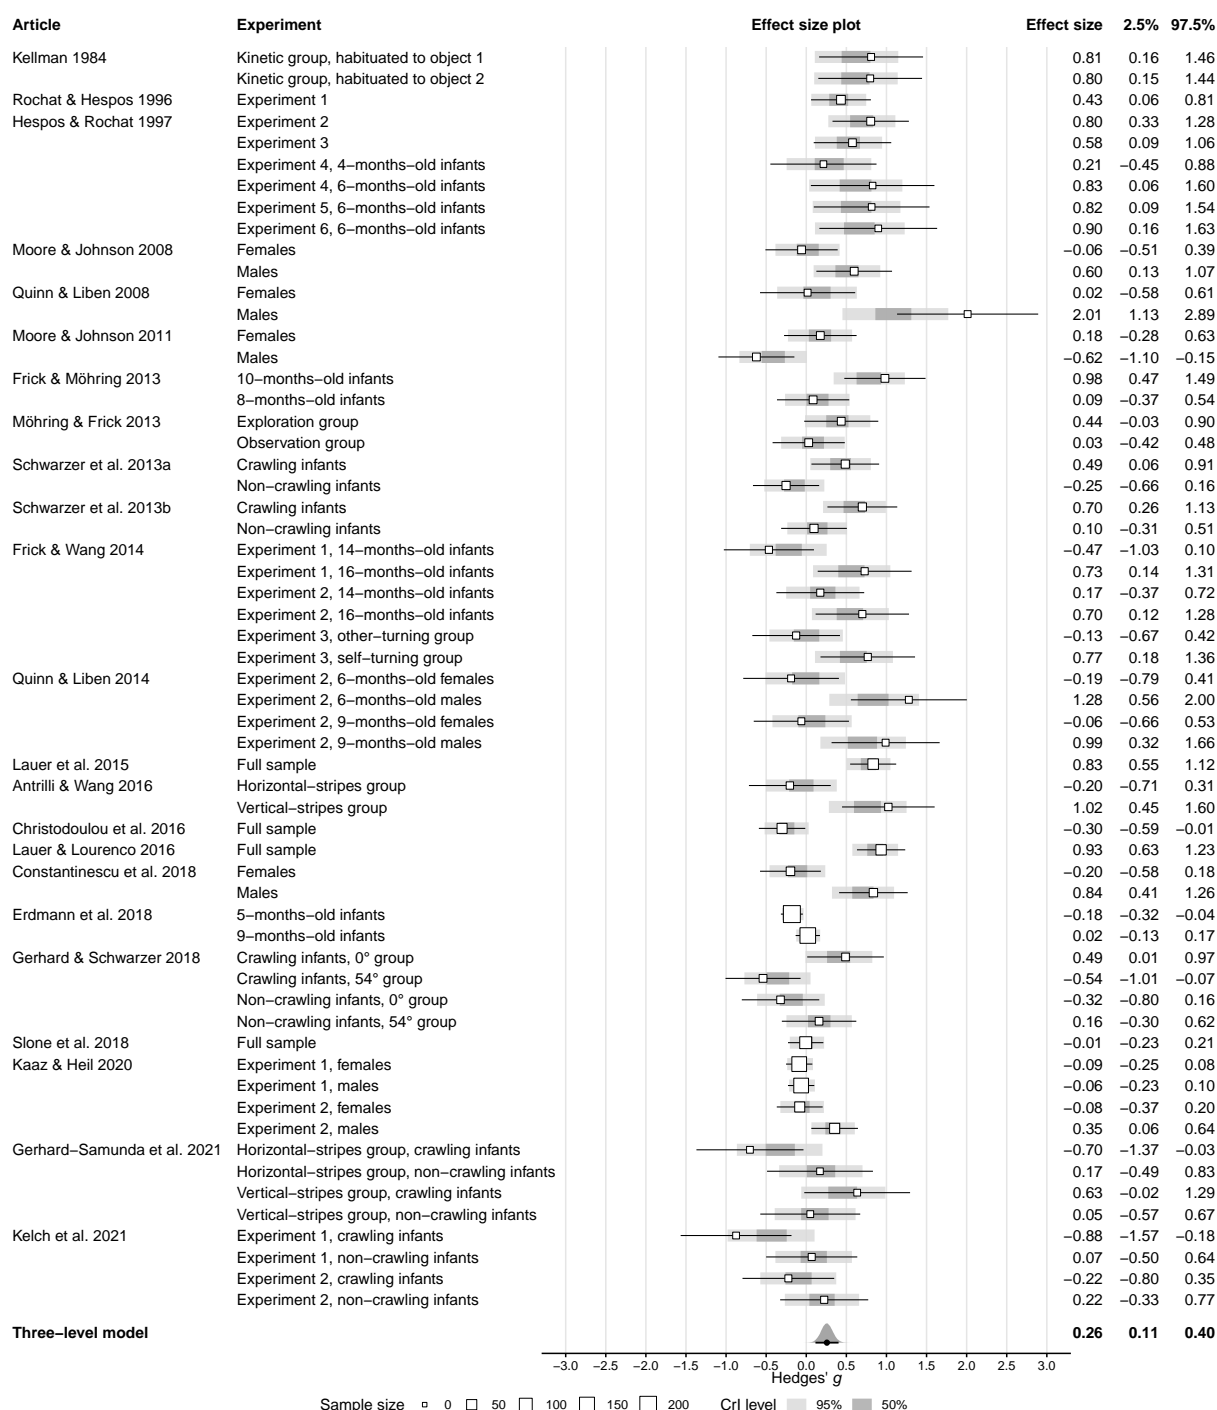 Article Experiment Effect size plot Effect size 2.5% 97.5%
Kellman 1984 Kinetic group, habituated to object 1 0.81 0.16 1.46
Kinetic group, habituated to object 2 0.80 0.15 1.44
Rochat & Hespos 1996 Experiment 1 0.43 0.06 0.81
Hespos & Rochat 1997 Experiment 2 0.80 0.33 1.28
Experiment 3 0.58 0.09 1.06
Experiment 4, 4−months−old infants 0.21 −0.45 0.88
Experiment 4, 6−months−old infants 0.83 0.06 1.60
Experiment 5, 6−months−old infants 0.82 0.09 1.54
Experiment 6, 6−months−old infants 0.90 0.16 1.63
Moore & Johnson 2008 Females −0.06 −0.51 0.39
Males 0.60 0.13 1.07
Quinn & Liben 2008 Females 0.02 −0.58 0.61
Males 2.01 1.13 2.89
Moore & Johnson 2011 Females 0.18 −0.28 0.63
Males −0.62 −1.10 −0.15
Frick & Möhring 2013 10−months−old infants 0.98 0.47 1.49
8−months−old infants 0.09 −0.37 0.54
Möhring & Frick 2013 Exploration group 0.44 −0.03 0.90
Observation group 0.03 −0.42 0.48
Schwarzer et al. 2013a Crawling infants 0.49 0.06 0.91
Non−crawling infants −0.25 −0.66 0.16
Schwarzer et al. 2013b Crawling infants 0.70 0.26 1.13
Non−crawling infants 0.10 −0.31 0.51
Frick & Wang 2014 Experiment 1, 14−months−old infants −0.47 −1.03 0.10
Experiment 1, 16−months−old infants 0.73 0.14 1.31
Experiment 2, 14−months−old infants 0.17 −0.37 0.72
Experiment 2, 16−months−old infants 0.70 0.12 1.28
Experiment 3, other−turning group −0.13 −0.67 0.42
Experiment 3, self−turning group 0.77 0.18 1.36
Quinn & Liben 2014 Experiment 2, 6−months−old females −0.19 −0.79 0.41
Experiment 2, 6−months−old males 1.28 0.56 2.00
Experiment 2, 9−months−old females −0.06 −0.66 0.53
Experiment 2, 9−months−old males 0.99 0.32 1.66
Lauer et al. 2015 Full sample 0.83 0.55 1.12
Antrilli & Wang 2016 Horizontal−stripes group −0.20 −0.71 0.31
Vertical−stripes group 1.02 0.45 1.60
Christodoulou et al. 2016 Full sample −0.30 −0.59 −0.01
Lauer & Lourenco 2016 Full sample 0.93 0.63 1.23
Constantinescu et al. 2018 Females −0.20 −0.58 0.18
Males 0.84 0.41 1.26
Erdmann et al. 2018 5−months−old infants −0.18 −0.32 −0.04
9−months−old infants 0.02 −0.13 0.17
Gerhard & Schwarzer 2018 Crawling infants, 0° group 0.49 0.01 0.97
Crawling infants, 54° group −0.54 −1.01 −0.07
Non−crawling infants, 0° group −0.32 −0.80 0.16
Non−crawling infants, 54° group 0.16 −0.30 0.62
Slone et al. 2018 Full sample −0.01 −0.23 0.21
Kaaz & Heil 2020 Experiment 1, females −0.09 −0.25 0.08
Experiment 1, males −0.06 −0.23 0.10
Experiment 2, females −0.08 −0.37 0.20
Experiment 2, males 0.35 0.06 0.64
Gerhard−Samunda et al. 2021 Horizontal−stripes group, crawling infants −0.70 −1.37 −0.03
Horizontal−stripes group, non−crawling infants 0.17 −0.49 0.83
Vertical−stripes group, crawling infants 0.63 −0.02 1.29
Vertical−stripes group, non−crawling infants 0.05 −0.57 0.67
Kelch et al. 2021 Experiment 1, crawling infants −0.88 −1.57 −0.18
Experiment 1, non−crawling infants 0.07 −0.50 0.64
Experiment 2, crawling infants −0.22 −0.80 0.35
Experiment 2, non−crawling infants 0.22 −0.33 0.77
Three−level model 0.26 0.11 0.40
−3.0 −2.5 −2.0 −1.5 −1.0 −0.5 0.0 0.5 1.0 1.5 2.0 2.5 3.0
Hedges' g
Sample size 0 50 100 150 200 CrI level 95% 50%